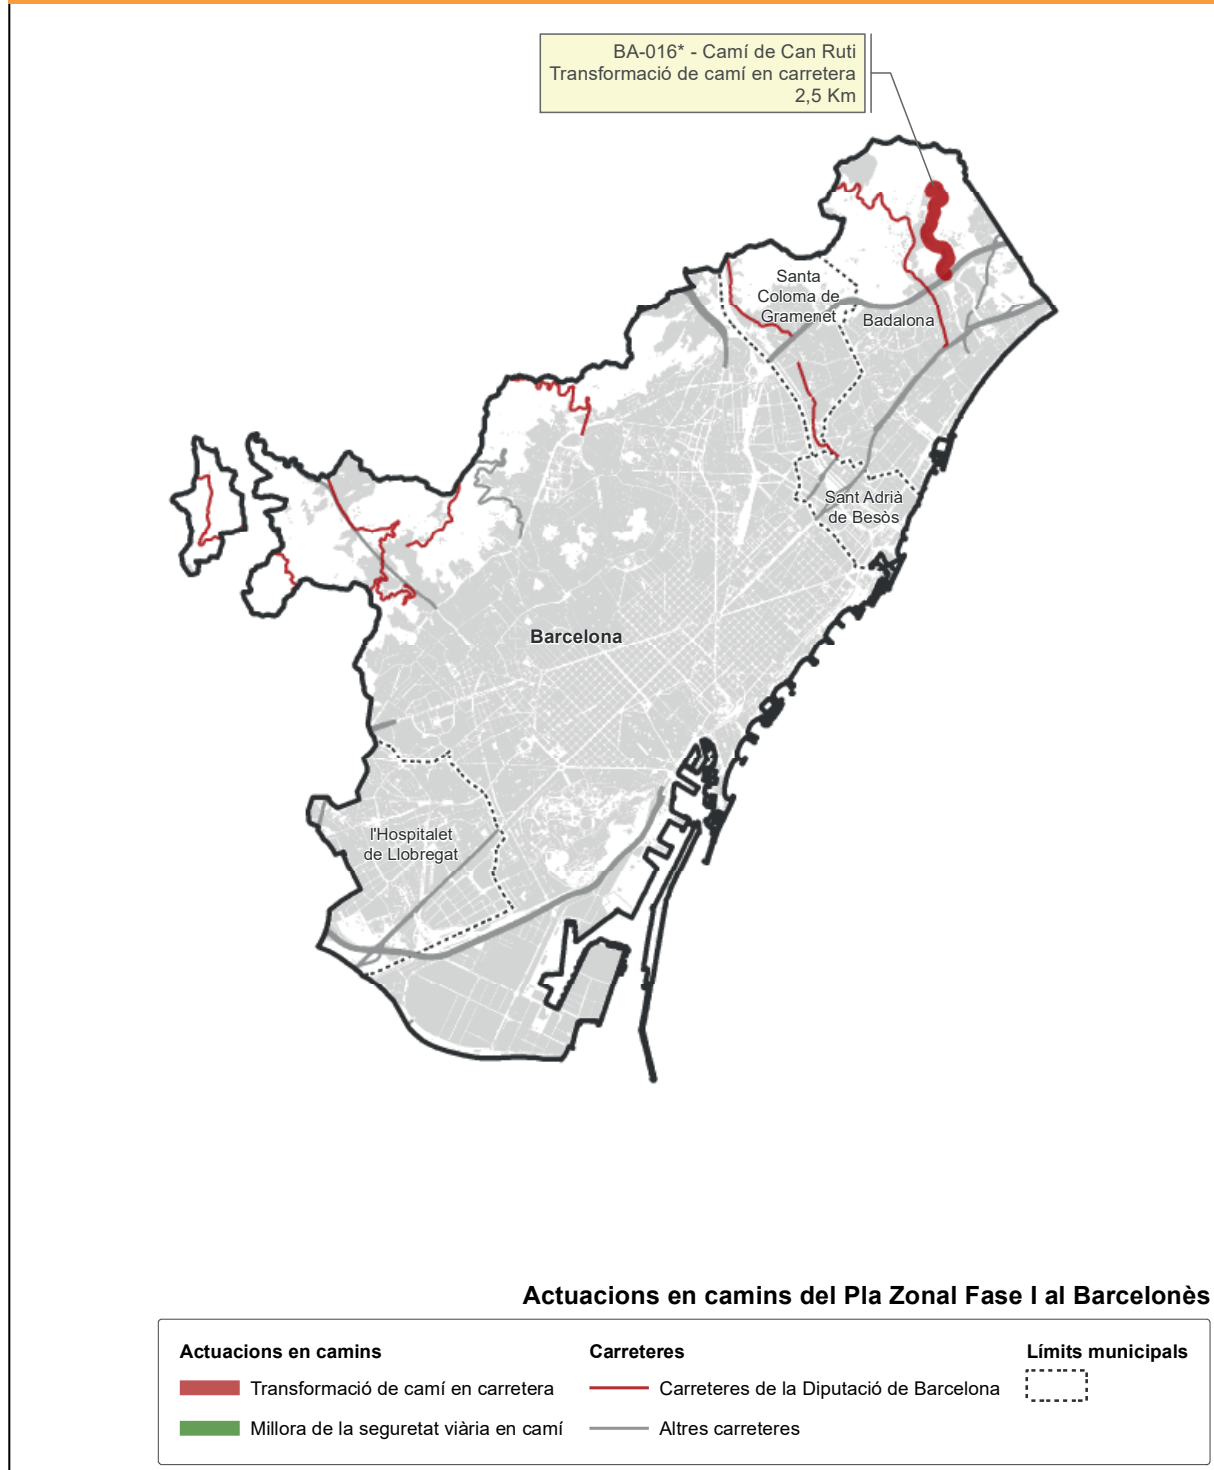 BA-016* - Camí de Can Ruti
Transformació de camí en carretera
2,5 Km
Santa
Coloma de
Gramenet
Badalona
Sant Adrià
de Besòs
Barcelona
l'Hospitalet
de Llobregat
Actuacions en camins del Pla Zonal Fase I al Barcelonès
Actuacions en camins
Transformació de camí en carretera
Millora de la seguretat viària en camí
Carreteres
Carreteres de la Diputació de Barcelona
Altres carreteres
Límits municipals